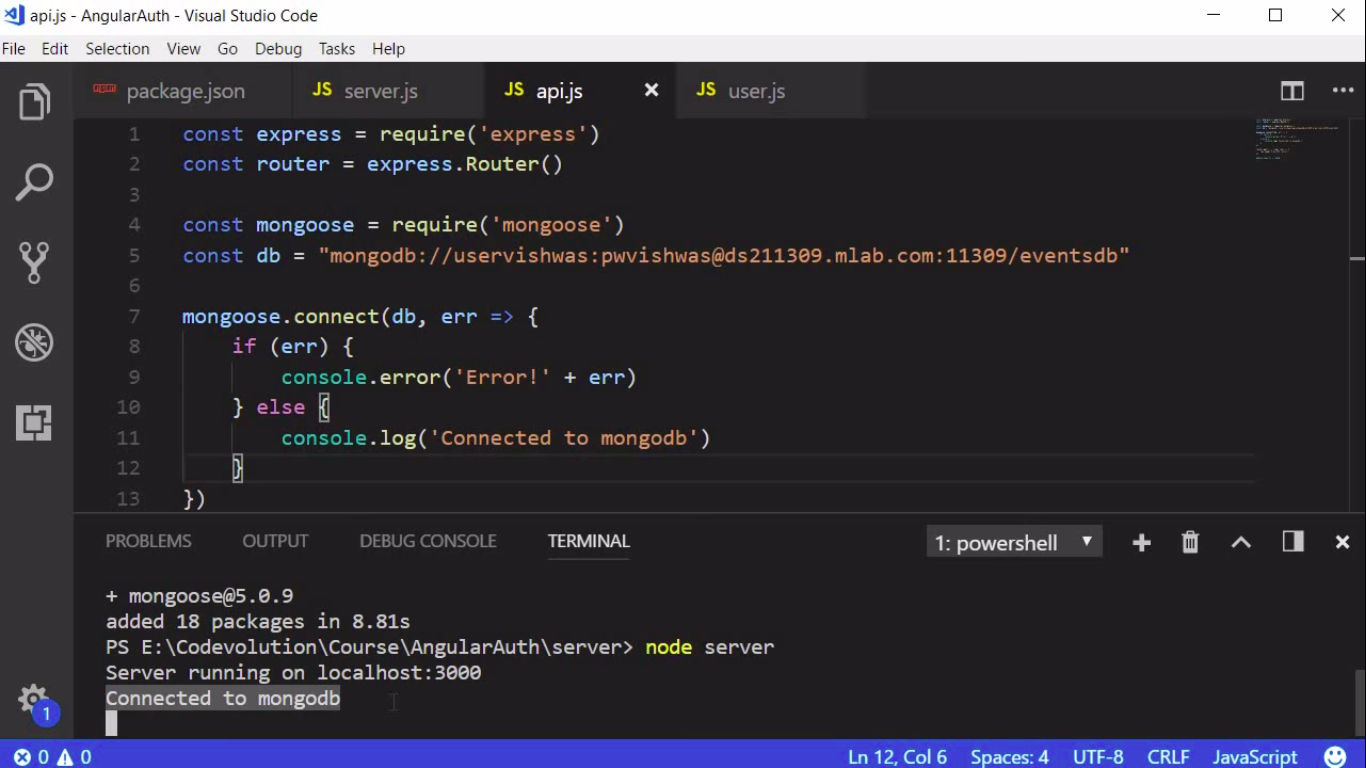 api.js - AngularAuth - Visual Studio Code
File Edit Selection View Go Debug Tasks Help
npm package.json JS server.js JS api.js JS user.js
1 const express = require('express')
2 const router = express.Router()
3
4 const mongoose = require('mongoose')
5 const db = "mongodb://uservishwas:pwvishwas@ds211309.mlab.com:11309/eventsdb"
6
7 mongoose.connect(db, err => {
8 if (err) {
9 console.error('Error!' + err)
10 } else {
11 console.log('Connected to mongodb')
12 }
13 })
PROBLEMS OUTPUT DEBUG CONSOLE TERMINAL 1: powershell
+ mongoose@5.0.9
added 18 packages in 8.81s
PS E:\Codevolution\Course\AngularAuth\server> node server
Server running on localhost:3000
Connected to mongodb
1
0 0 Ln 12, Col 6 Spaces: 4 UTF-8 CRLF JavaScript